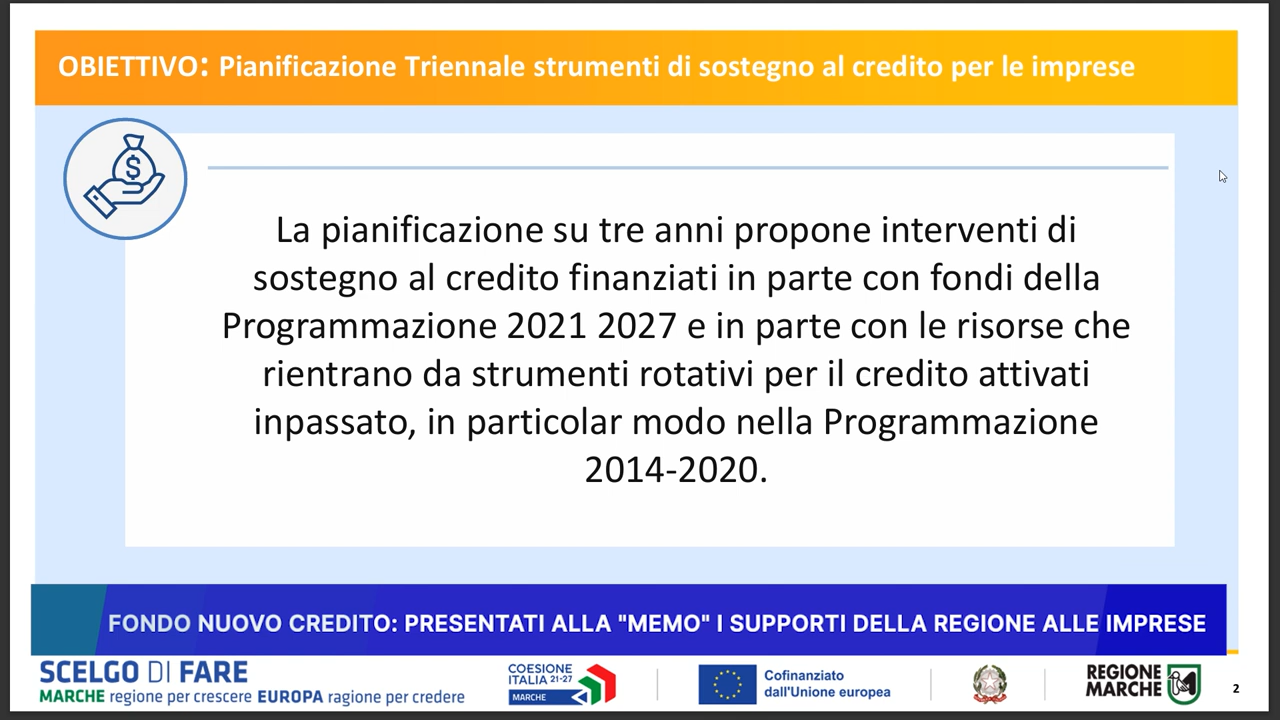 OBIETTIVO: Pianificazione Triennale strumenti di sostegno al credito per le imprese
$
La pianificazione su tre anni propone interventi di
sostegno al credito finanziati in parte con fondi della
Programmazione 2021 2027 e in parte con le risorse che
rientrano da strumenti rotativi per il credito attivati
inpassato, in particolar modo nella Programmazione
2014-2020.
FONDO NUOVO CREDITO: PRESENTATI ALLA "MEMO" I SUPPORTI DELLA REGIONE ALLE IMPRESE
SCELGO DI FARE
MARCHE regione per crescere EUROPA ragione per credere
COESIONE
ITALIA 21-27
MARCHE
Cofinanziato
dall'Unione europea
REGIONE
MARCHE
2